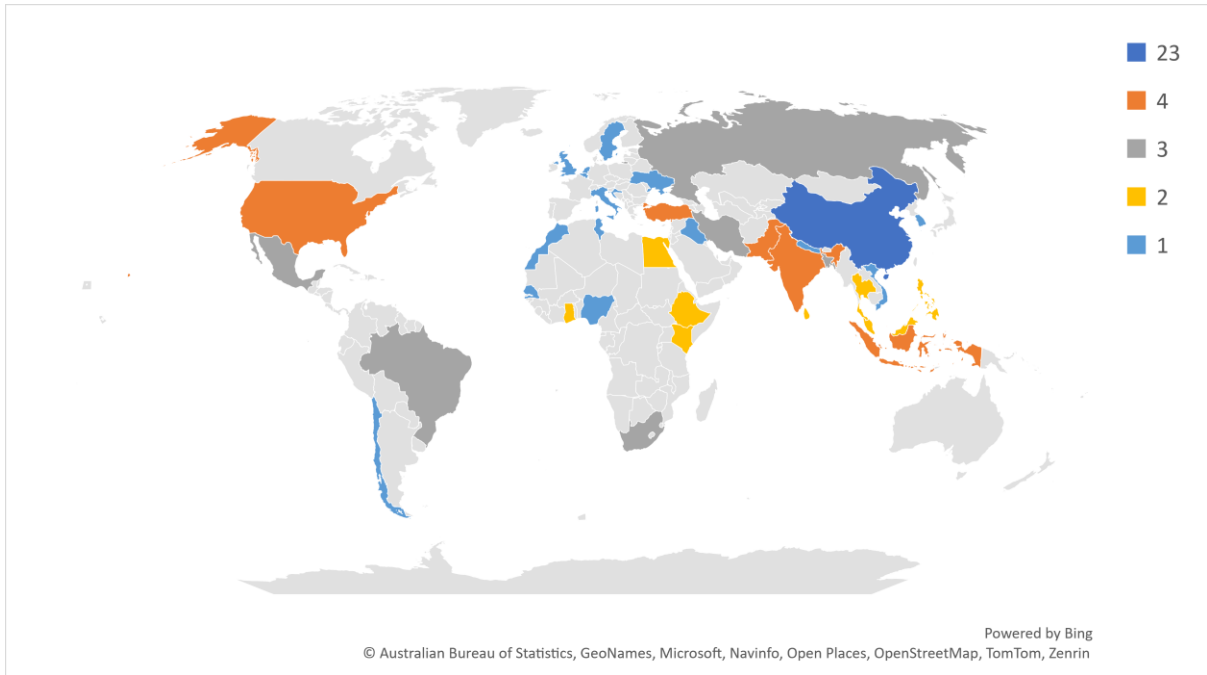 23
4
3
2
1
Powered by Bing
© Australian Bureau of Statistics, GeoNames, Microsoft, Navinfo, Open Places, OpenStreetMap, TomTom, Zenrin